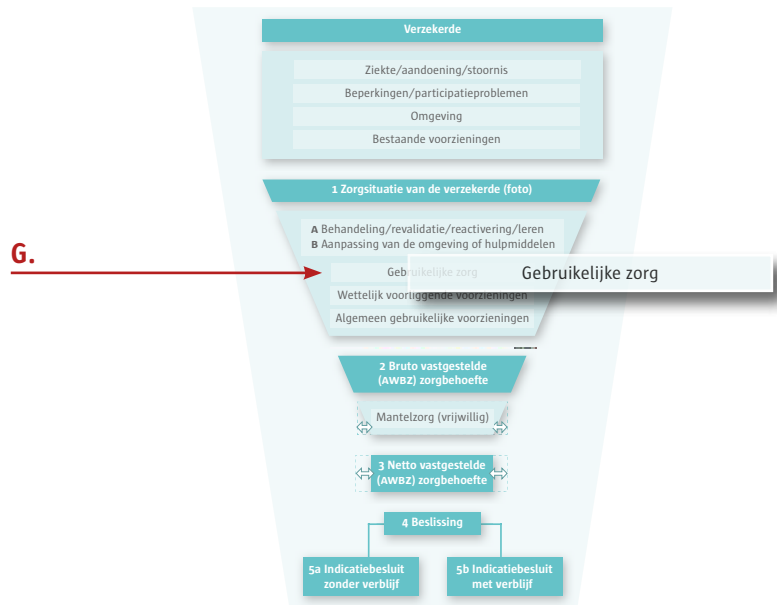 Verzekerde
Ziekte/aandoening/stoornis
Beperkingen/participatieproblemen
Omgeving
Bestaande voorzieningen
1 Zorgsituatie van de verzekerde (foto)
A Behandeling/revalidatie/reactivering/leren
B Aanpassing van de omgeving of hulpmiddelen
G.
Gebruikelijke zorg
Gebruikelijke zorg
Wettelijk voorliggende voorzieningen
Algemeen gebruikelijke voorzieningen
2 Bruto vastgestelde
(AWBZ) zorgbehoefte
Mantelzorg (vrijwillig)
3 Netto vastgestelde
(AWBZ) zorgbehoefte
4 Beslissing
5a Indicatiebesluit
zonder verblijf
5b Indicatiebesluit
met verblijf